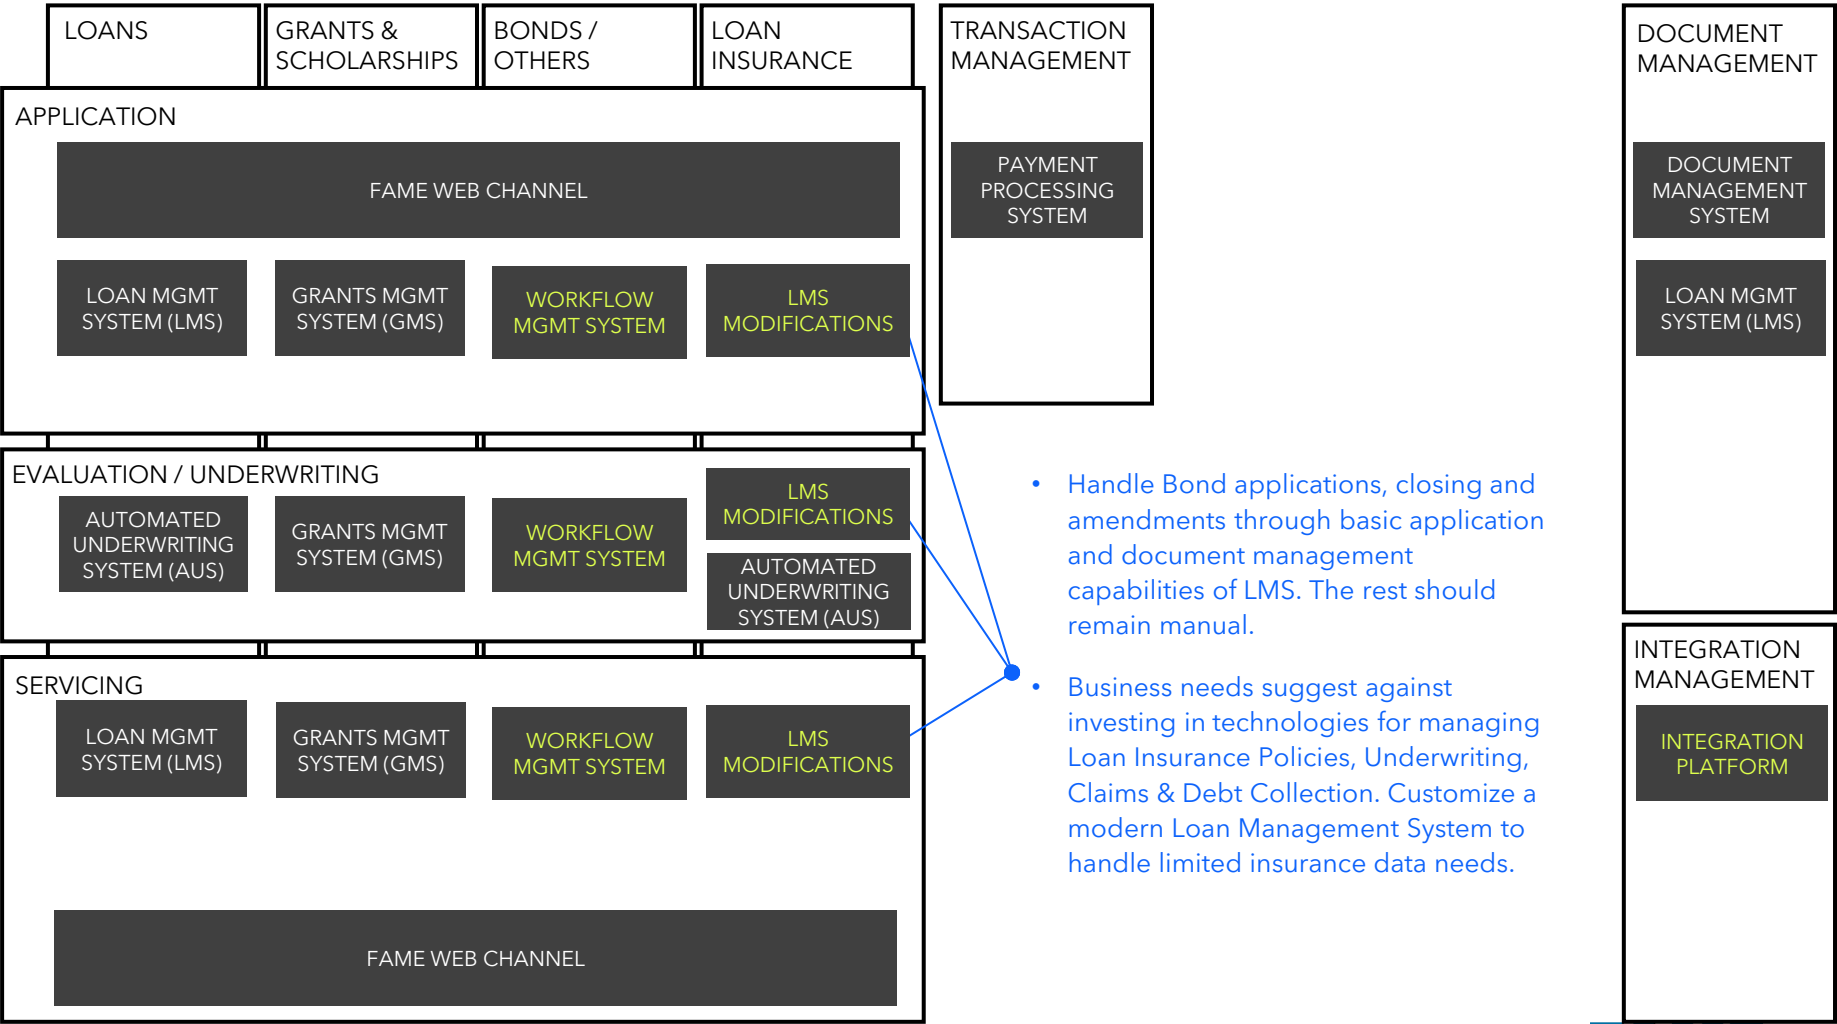 LOANS
GRANTS &
SCHOLARSHIPS
BONDS /
OTHERS
LOAN
INSURANCE
TRANSACTION
MANAGEMENT
DOCUMENT
MANAGEMENT
APPLICATION
FAME WEB CHANNEL
PAYMENT
PROCESSING
SYSTEM
DOCUMENT
MANAGEMENT
SYSTEM
LOAN MGMT
SYSTEM (LMS)
GRANTS MGMT
SYSTEM (GMS)
WORKFLOW
MGMT SYSTEM
LMS
MODIFICATIONS
LOAN MGMT
SYSTEM (LMS)
EVALUATION / UNDERWRITING
AUTOMATED
UNDERWRITING
SYSTEM (AUS)
GRANTS MGMT
SYSTEM (GMS)
WORKFLOW
MGMT SYSTEM
LMS
MODIFICATIONS
AUTOMATED
UNDERWRITING
SYSTEM (AUS)
• Handle Bond applications, closing and
amendments through basic application
and document management
capabilities of LMS. The rest should
remain manual.
• Business needs suggest against
investing in technologies for managing
Loan Insurance Policies, Underwriting,
Claims & Debt Collection. Customize a
modern Loan Management System to
handle limited insurance data needs.
SERVICING
LOAN MGMT
SYSTEM (LMS)
GRANTS MGMT
SYSTEM (GMS)
WORKFLOW
MGMT SYSTEM
LMS
MODIFICATIONS
FAME WEB CHANNEL
INTEGRATION
MANAGEMENT
INTEGRATION
PLATFORM